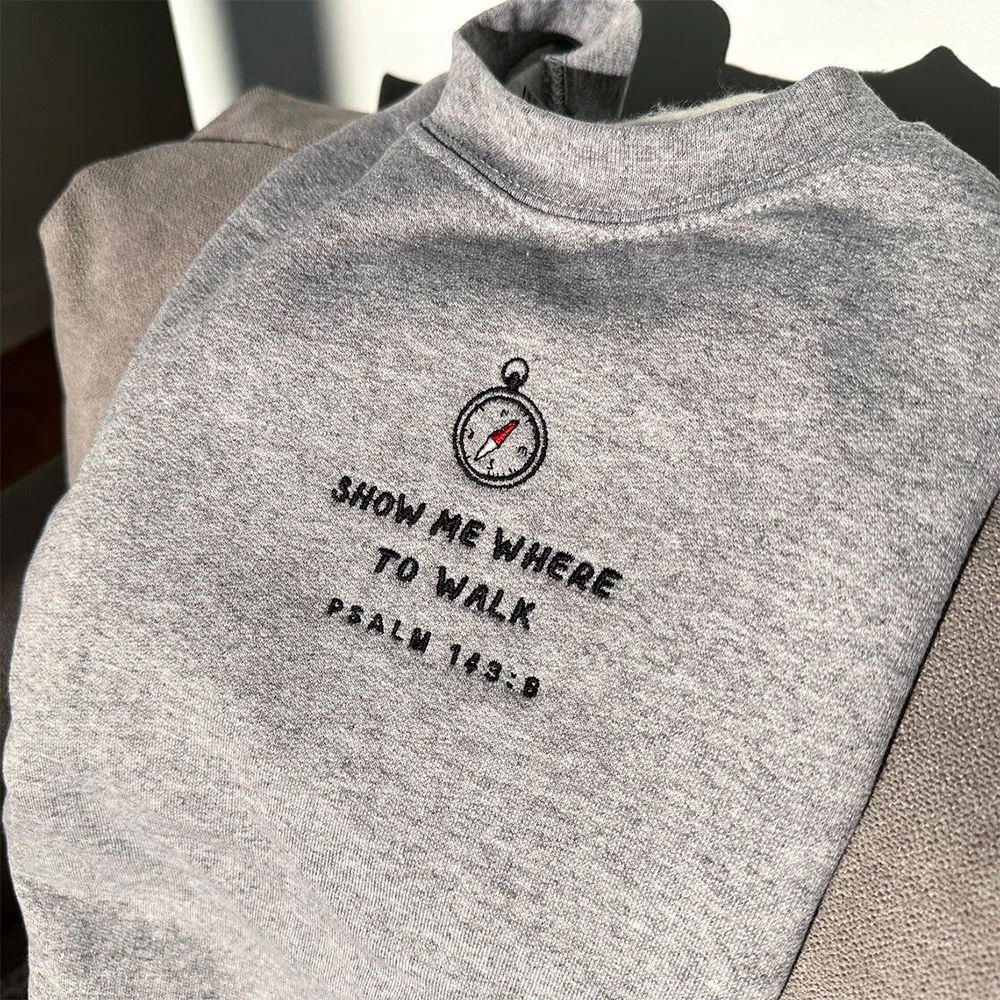 SHOW ME WHERE
TO WALK
PSALM 143:8